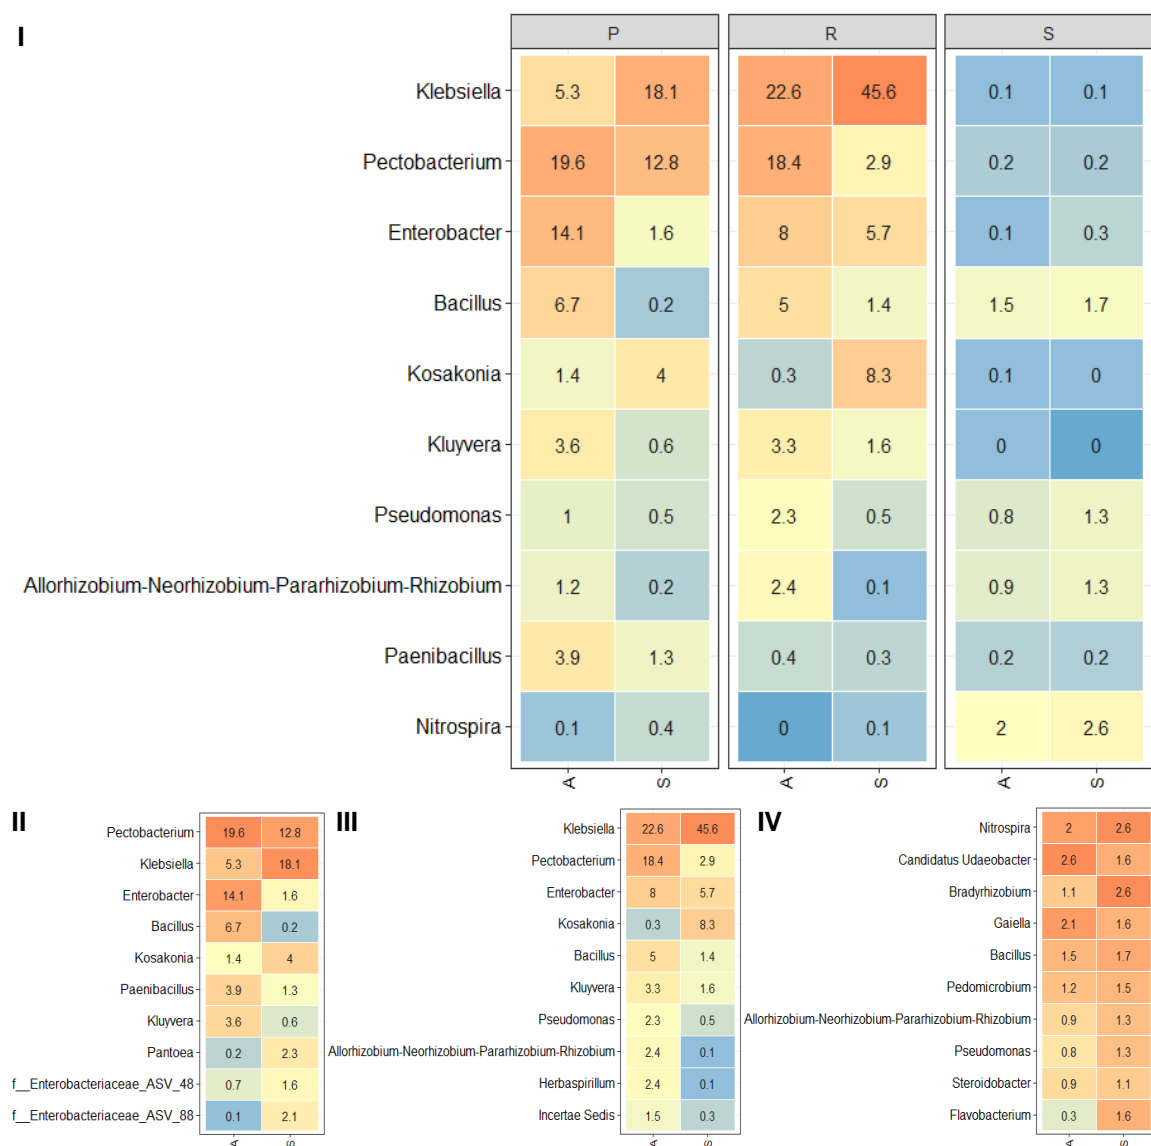 I
P R S
Klebsiella 5.3 18.1 22.6 45.6 0.1 0.1
Pectobacterium 19.6 12.8 18.4 2.9 0.2 0.2
Enterobacter 14.1 1.6 8 5.7 0.1 0.3
Bacillus 6.7 0.2 5 1.4 1.5 1.7
Kosakonia 1.4 4 0.3 8.3 0.1 0
Kluyvera 3.6 0.6 3.3 1.6 0 0
Pseudomonas 1 0.5 2.3 0.5 0.8 1.3
Allorhizobium-Neorhizobium-Pararhizobium-Rhizobium 1.2 0.2 2.4 0.1 0.9 1.3
Paenibacillus 3.9 1.3 0.4 0.3 0.2 0.2
Nitrospira 0.1 0.4 0 0.1 2 2.6
A S A S A S
II
Pectobacterium 19.6 12.8
Klebsiella 5.3 18.1
Enterobacter 14.1 1.6
Bacillus 6.7 0.2
Kosakonia 1.4 4
Paenibacillus 3.9 1.3
Kluyvera 3.6 0.6
Pantoea 0.2 2.3
f__Enterobacteriaceae_ASV_48 0.7 1.6
f__Enterobacteriaceae_ASV_88 0.1 2.1
A S
III
Klebsiella 22.6 45.6
Pectobacterium 18.4 2.9
Enterobacter 8 5.7
Kosakonia 0.3 8.3
Bacillus 5 1.4
Kluyvera 3.3 1.6
Pseudomonas 2.3 0.5
Allorhizobium-Neorhizobium-Pararhizobium-Rhizobium 2.4 0.1
Herbaspirillum 2.4 0.1
Incertae Sedis 1.5 0.3
A S
IV
Nitrospira 2 2.6
Candidatus Udaeobacter 2.6 1.6
Bradyrhizobium 1.1 2.6
Gaiella 2.1 1.6
Bacillus 1.5 1.7
Pedomicrobium 1.2 1.5
Allorhizobium-Neorhizobium-Pararhizobium-Rhizobium 0.9 1.3
Pseudomonas 0.8 1.3
Steroidobacter 0.9 1.1
Flavobacterium 0.3 1.6
A S